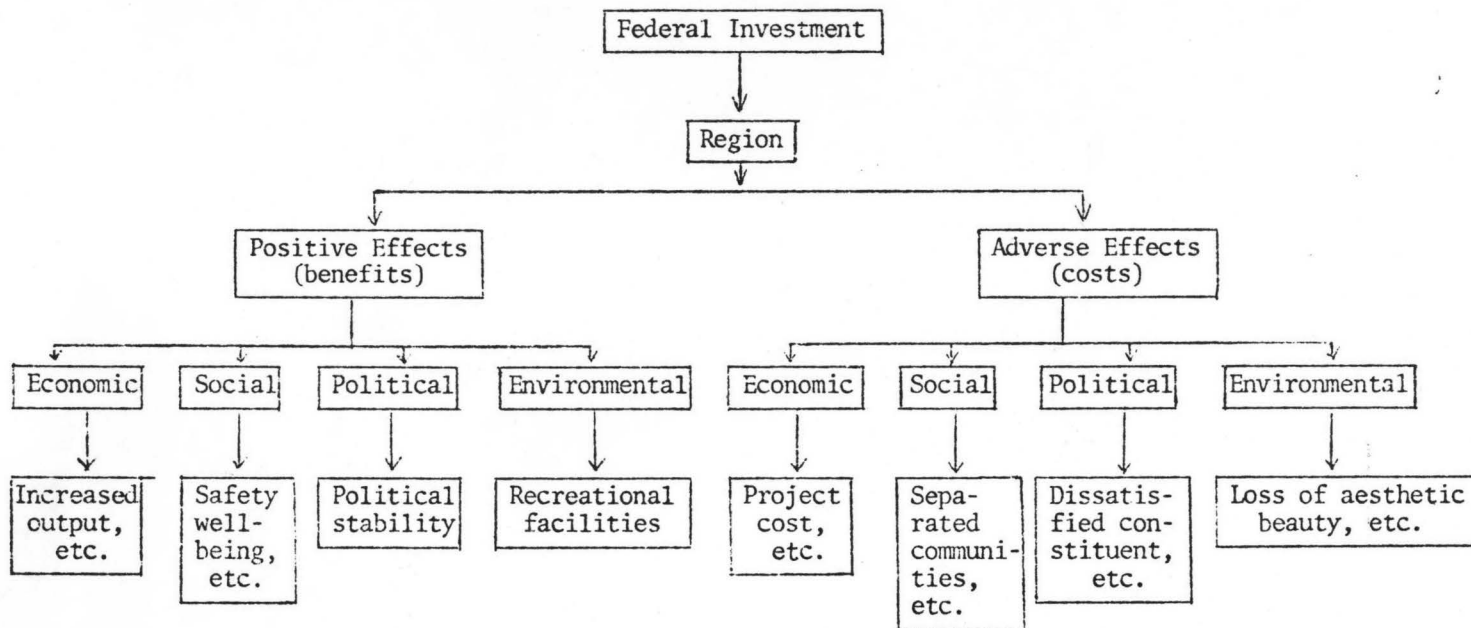 Federal Investment
Region
Positive Effects
(benefits)
Adverse Effects
(costs)
Economic
Social
Political
Environmental
Economic
Social
Political
Environmental
Increased
output,
etc.
Safety
well-
being,
etc.
Political
stability
Recreational
facilities
Project
cost,
etc.
Sepa-
rated
communi-
ties,
etc.
Dissatis-
fied con-
stituent,
etc.
Loss of aesthetic
beauty, etc.